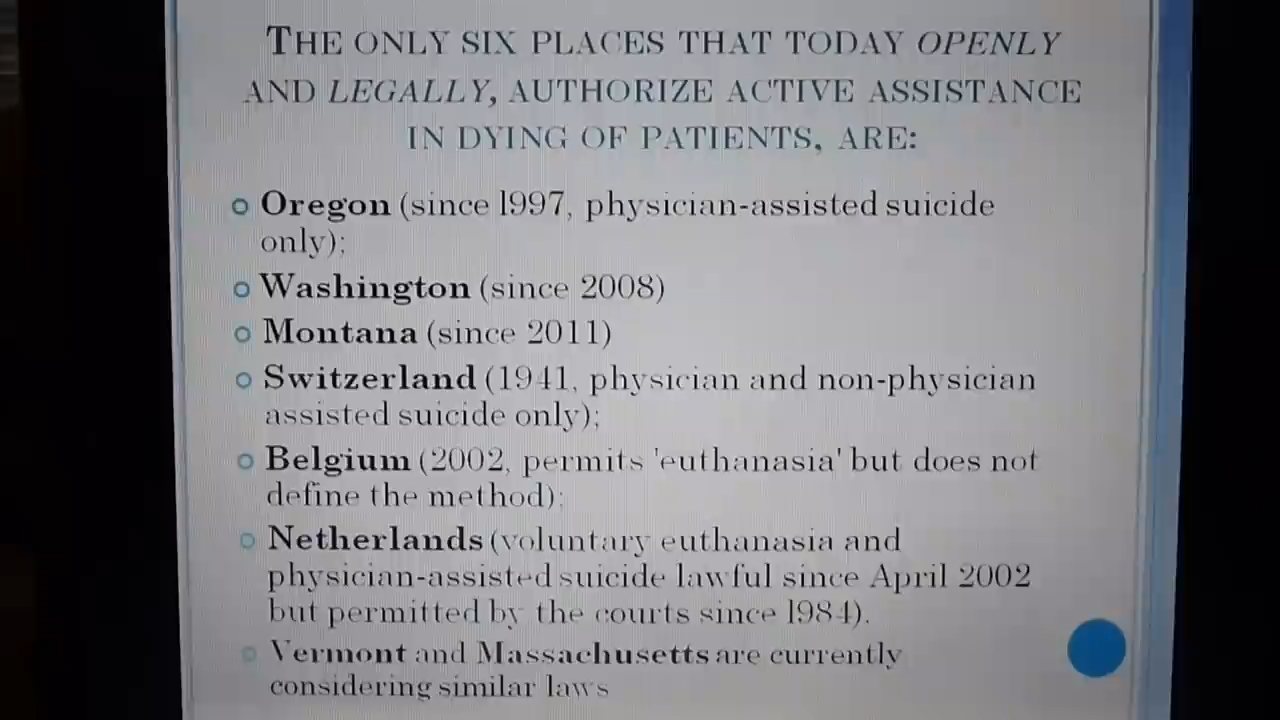 THE ONLY SIX PLACES THAT TODAY OPENLY
AND LEGALLY, AUTHORIZE ACTIVE ASSISTANCE
IN DYING OF PATIENTS, ARE:
Oregon (since 1997, physician-assisted suicide
only);
Washington (since 2008)
Montana (since 2011)
Switzerland (1941, physician and non-physician
assisted suicide only);
Belgium (2002, permits 'euthanasia' but does not
define the method);
Netherlands (voluntary euthanasia and
physician-assisted suicide lawful since April 2002
but permitted by the courts since 1984).
Vermont and Massachusetts are currently
considering similar laws